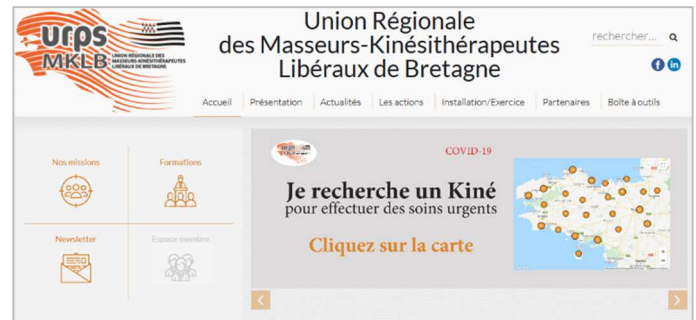 urps
MKLB
UNION RÉGIONALE DES
MASSEURS-KINÉSITHÉRAPEUTES
LIBÉRAUX DE BRETAGNE
Union Régionale
des Masseurs-Kinésithérapeutes
Libéraux de Bretagne
rechercher...
Accueil Présentation Actualités Les actions Installation/Exercice Partenaires Boîte à outils
Nos missions Formations
Newsletter Espace membre
COVID-19
Je recherche un Kiné
pour effectuer des soins urgents
Cliquez sur la carte